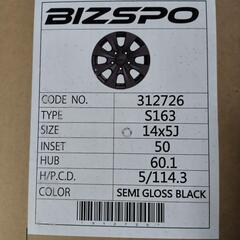 BIZSPO
CODE NO. 312726
TYPE S163
SIZE 14x5J
INSET 50
HUB 60.1
H/P.C.D. 5/114.3
COLOR SEMI GLOSS BLACK